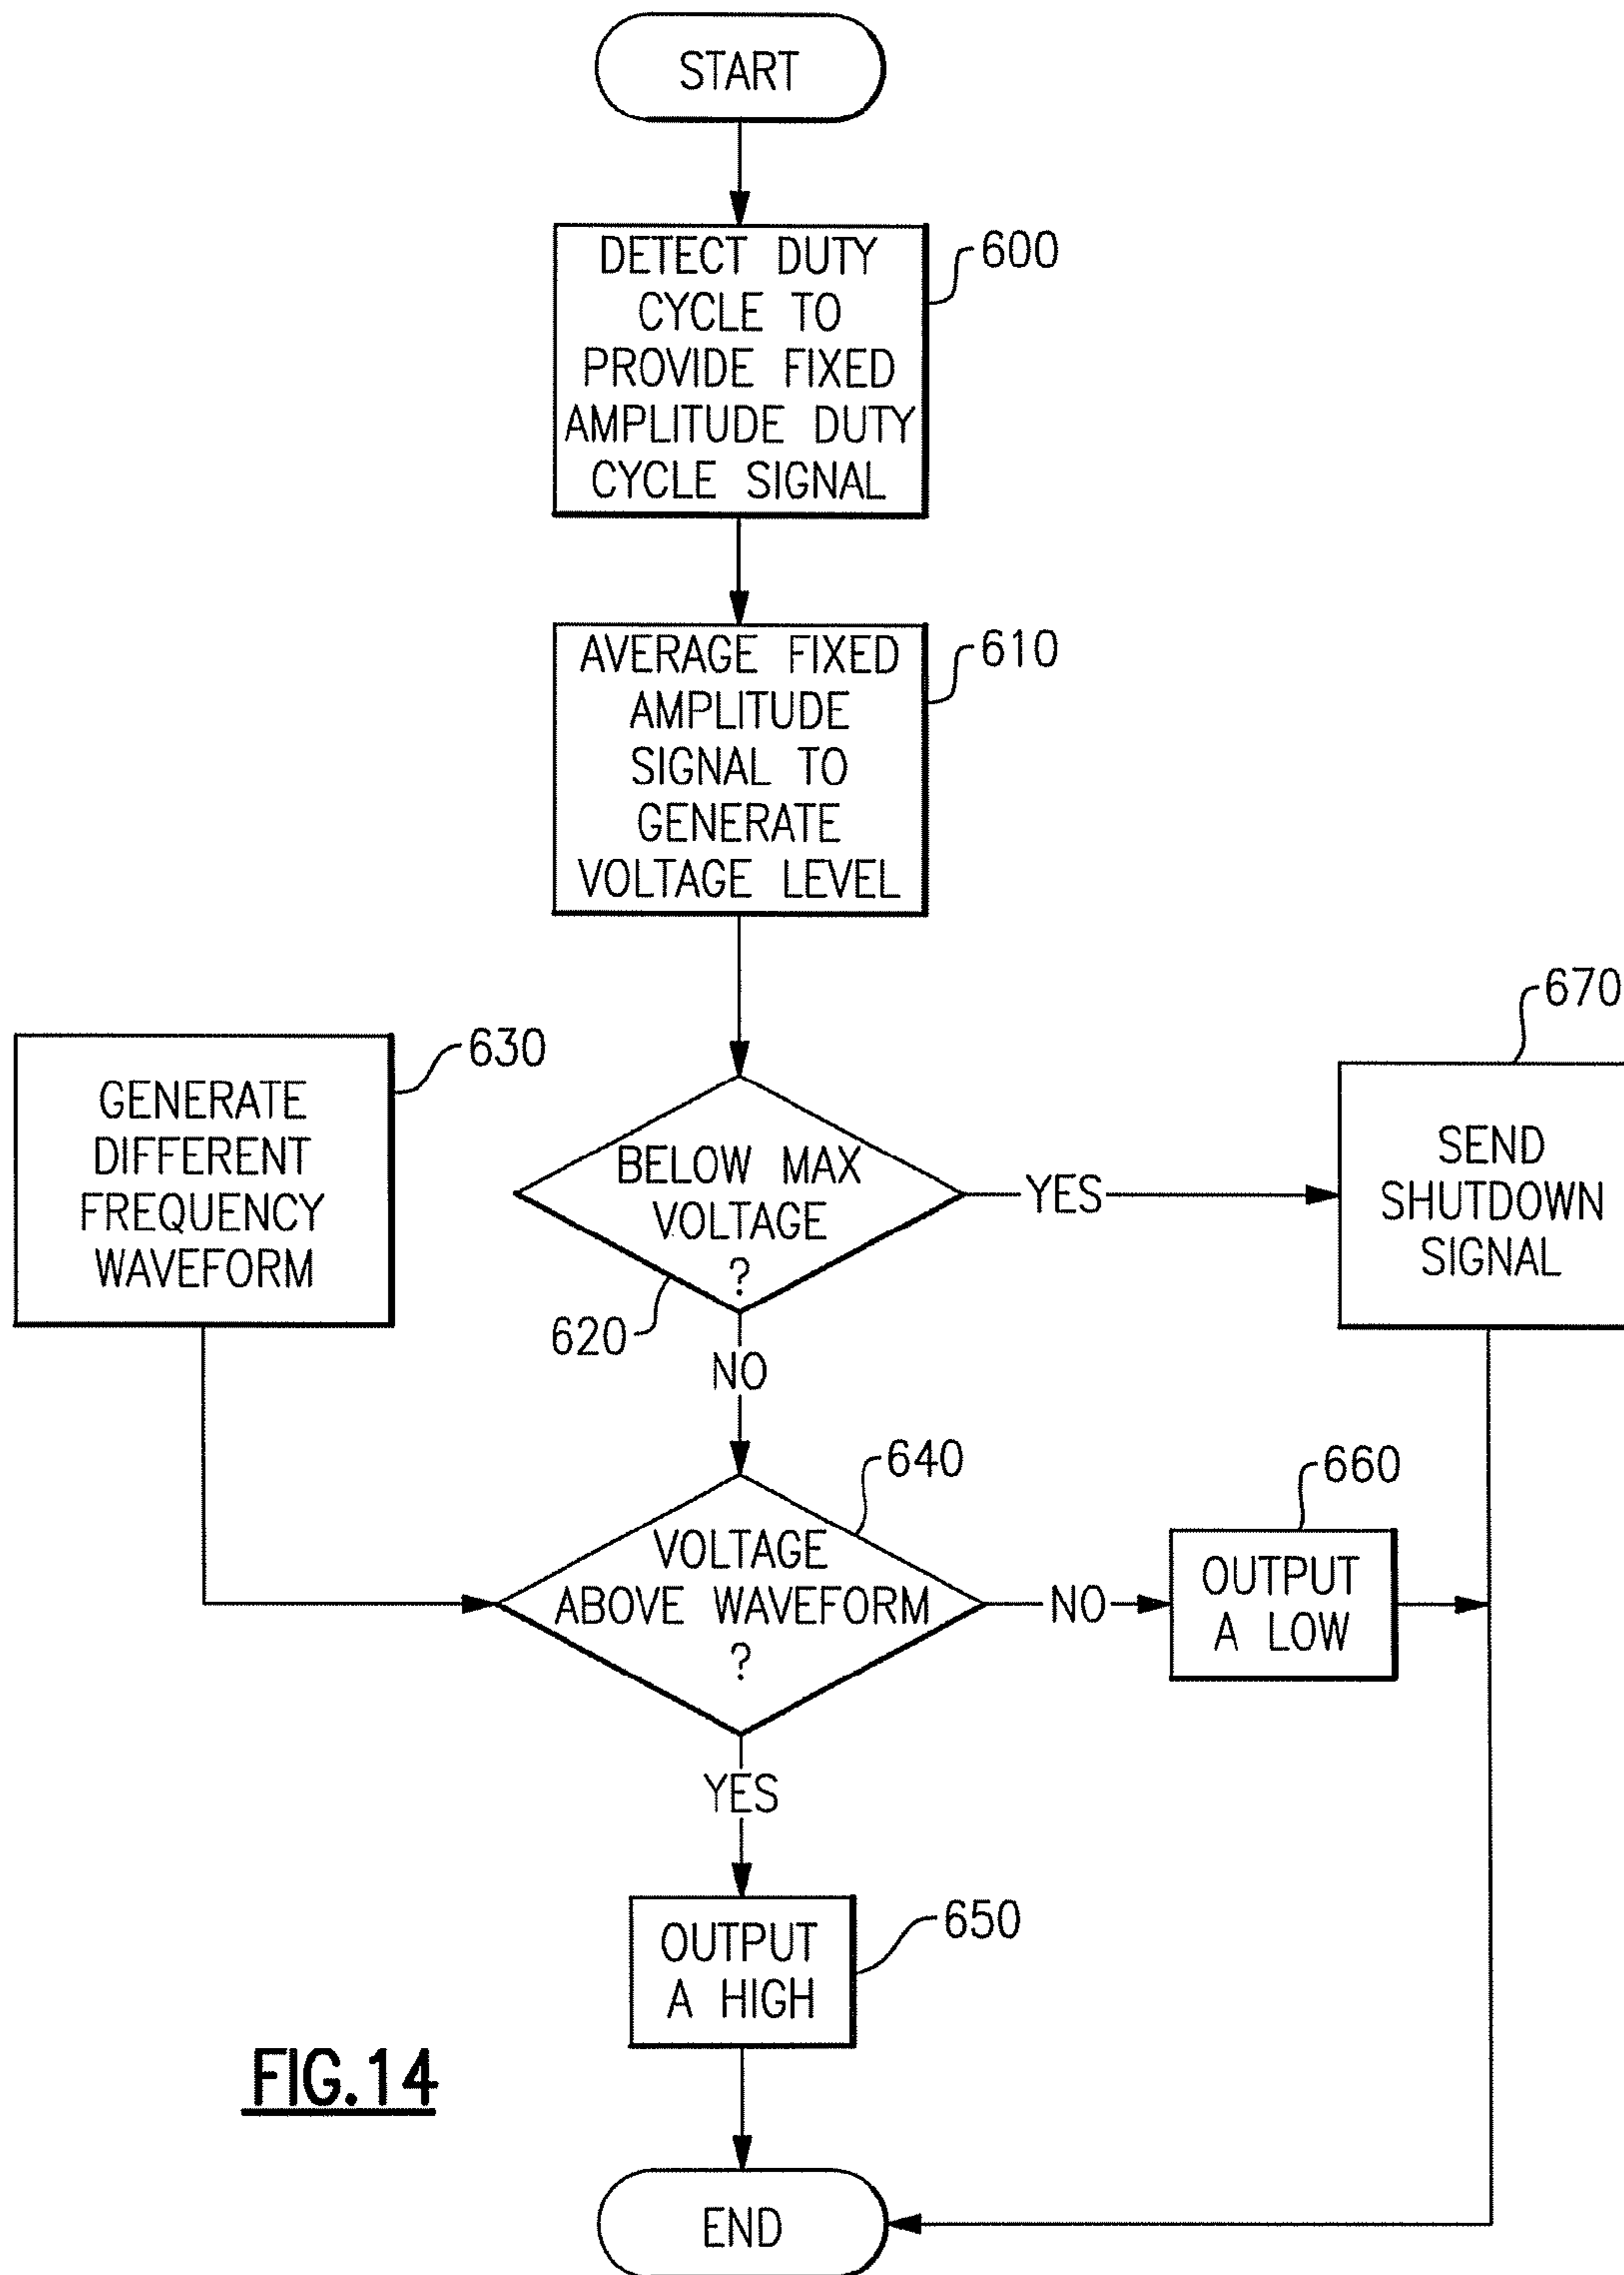 START
DETECT DUTY
CYCLE TO
PROVIDE FIXED
AMPLITUDE DUTY
CYCLE SIGNAL
600
AVERAGE FIXED
AMPLITUDE
SIGNAL TO
GENERATE
VOLTAGE LEVEL
610
GENERATE
DIFFERENT
FREQUENCY
WAVEFORM
630
BELOW MAX
VOLTAGE
?
620
YES
SEND
SHUTDOWN
SIGNAL
670
NO
VOLTAGE
ABOVE WAVEFORM
?
640
NO
OUTPUT
A LOW
660
YES
OUTPUT
A HIGH
650
FIG.14
END